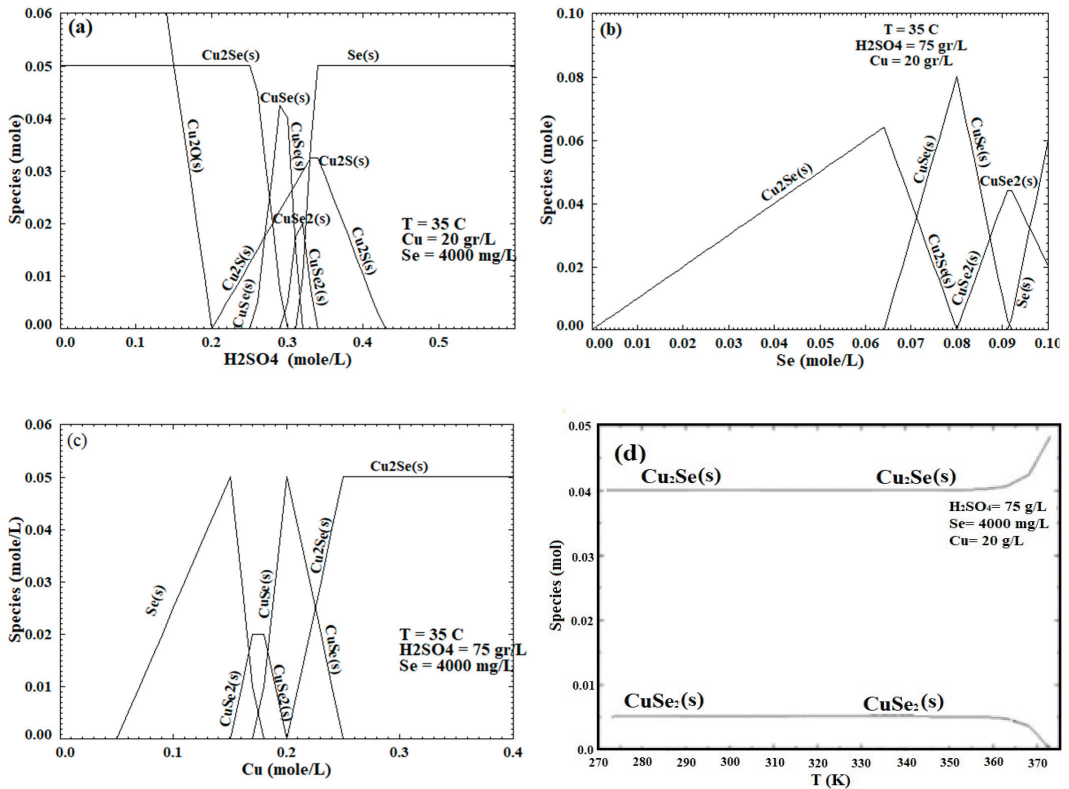 (a)
Cu2Se(s)
Se(s)
CuSe(s)
Cu2O(s)
CuSe(s)
Cu2S(s)
CuSe2(s)
Cu2S(s)
CuSe(s)
CuSe2(s)
Cu2S(s)
T = 35 C
Cu = 20 gr/L
Se = 4000 mg/L
Species (mole)
0.06
0.05
0.04
0.03
0.02
0.01
0.00
0.0 0.1 0.2 0.3 0.4 0.5
H2SO4 (mole/L)
(b)
T = 35 C
H2SO4 = 75 gr/L
Cu = 20 gr/L
Cu2Se(s)
CuSe(s)
CuSe(s)
CuSe2(s)
Cu2Se(s)
CuSe2(s)
Se(s)
Species (mole)
0.10
0.08
0.06
0.04
0.02
0.00
0.00 0.01 0.02 0.03 0.04 0.05 0.06 0.07 0.08 0.09 0.10
Se (mole/L)
(c)
Cu2Se(s)
Se(s)
CuSe(s)
Cu2Se(s)
CuSe2(s)
CuSe2(s)
CuSe(s)
T = 35 C
H2SO4 = 75 gr/L
Se = 4000 mg/L
Species (mole/L)
0.06
0.05
0.04
0.03
0.02
0.01
0.00
0.0 0.1 0.2 0.3 0.4
Cu (mole/L)
(d)
Cu₂Se(s) Cu₂Se(s)
H₂SO₄= 75 g/L
Se= 4000 mg/L
Cu= 20 g/L
CuSe₂(s) CuSe₂(s)
Species (mol)
0.05
0.04
0.03
0.02
0.01
0.0
270 280 290 300 310 320 330 340 350 360 370
T (K)